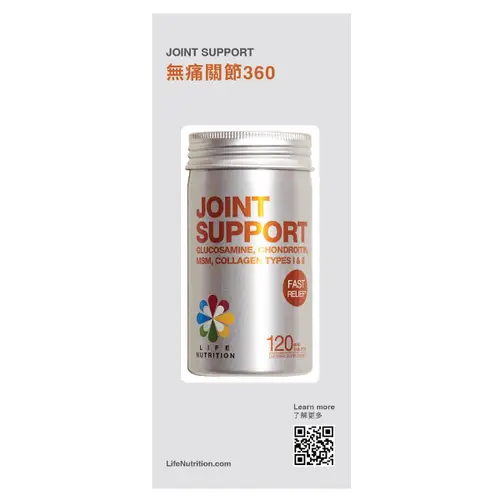 JOINT SUPPORT
無痛關節360
JOINT
SUPPORT
GLUCOSAMINE, CHONDROITIN,
MSM, COLLAGEN TYPES I & II
FAST
RELIEF
LIFE
NUTRITION
120
Learn more
了解更多
LifeNutrition.com